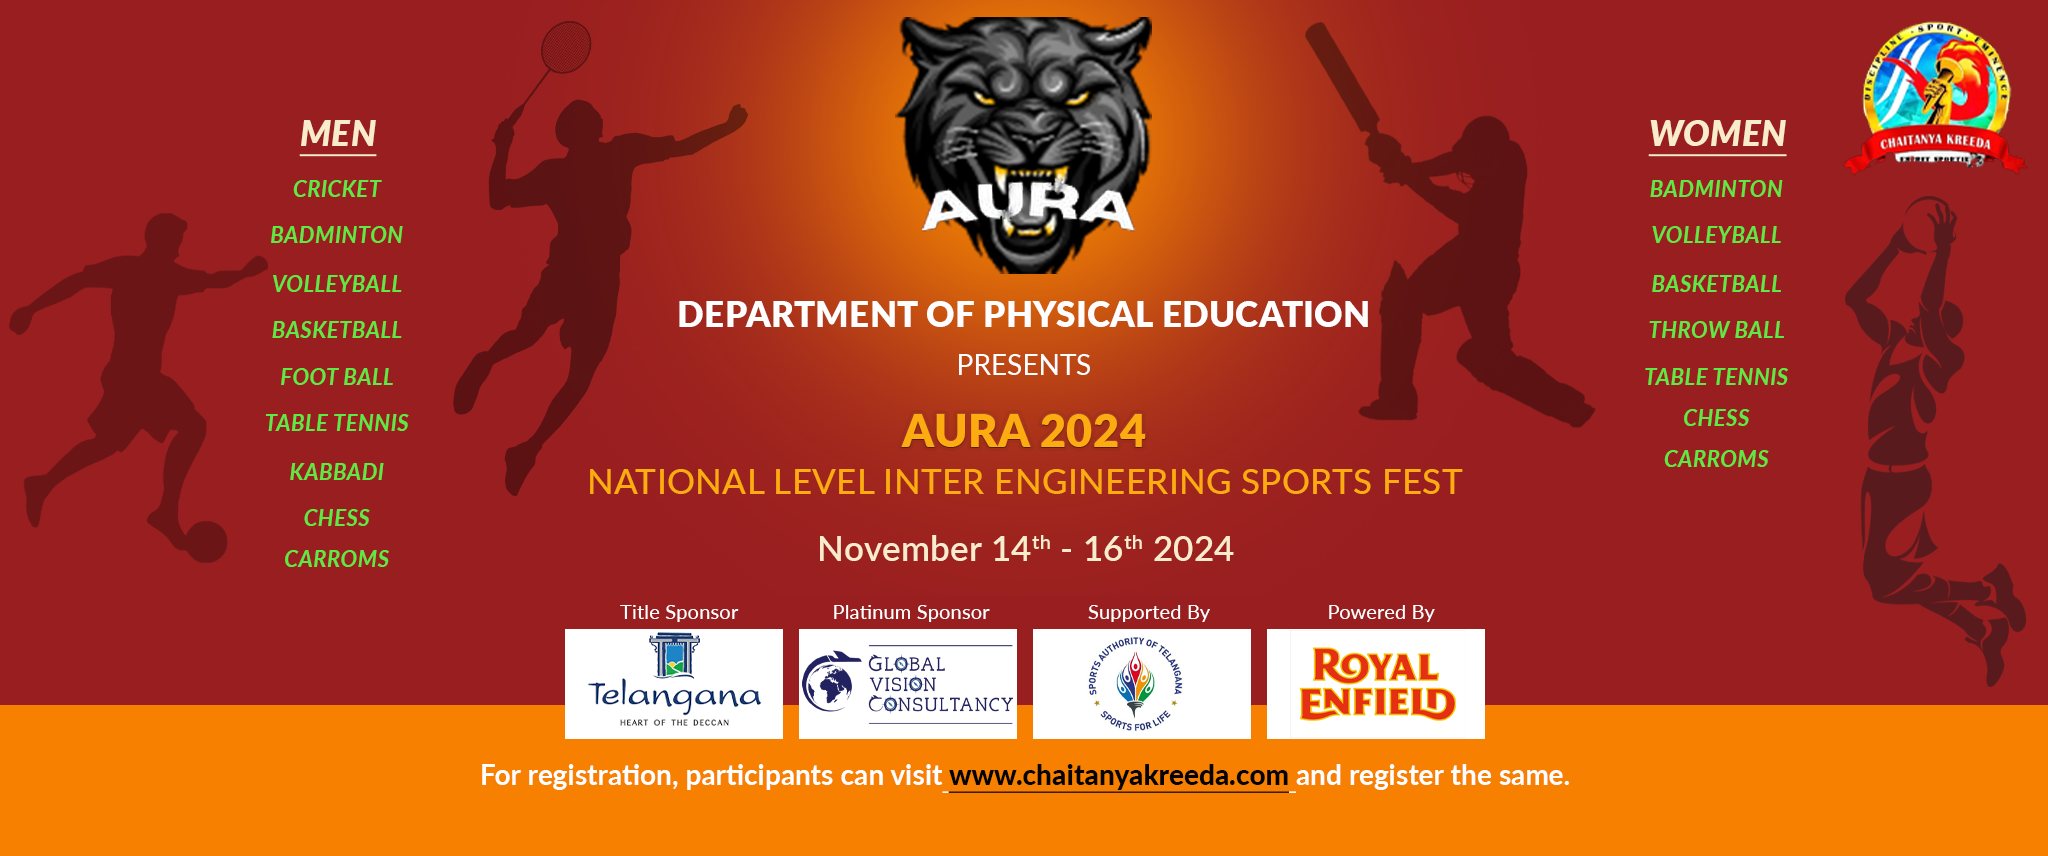 AURA
DISCIPLINE · SPORT · EMINENCE
CHAITANYA KREEDA
DEPARTMENT OF PHYSICAL EDUCATION
PRESENTS
AURA 2024
NATIONAL LEVEL INTER ENGINEERING SPORTS FEST
November 14th - 16th 2024
MEN
CRICKET
BADMINTON
VOLLEYBALL
BASKETBALL
FOOT BALL
TABLE TENNIS
KABBADI
CHESS
CARROMS
WOMEN
BADMINTON
VOLLEYBALL
BASKETBALL
THROW BALL
TABLE TENNIS
CHESS
CARROMS
Title Sponsor
Telangana
HEART OF THE DECCAN
Platinum Sponsor
GLOBAL
VISION
CONSULTANCY
Supported By
SPORTS AUTHORITY OF TELANGANA
SPORTS FOR LIFE
Powered By
ROYAL
ENFIELD
For registration, participants can visit www.chaitanyakreeda.com and register the same.